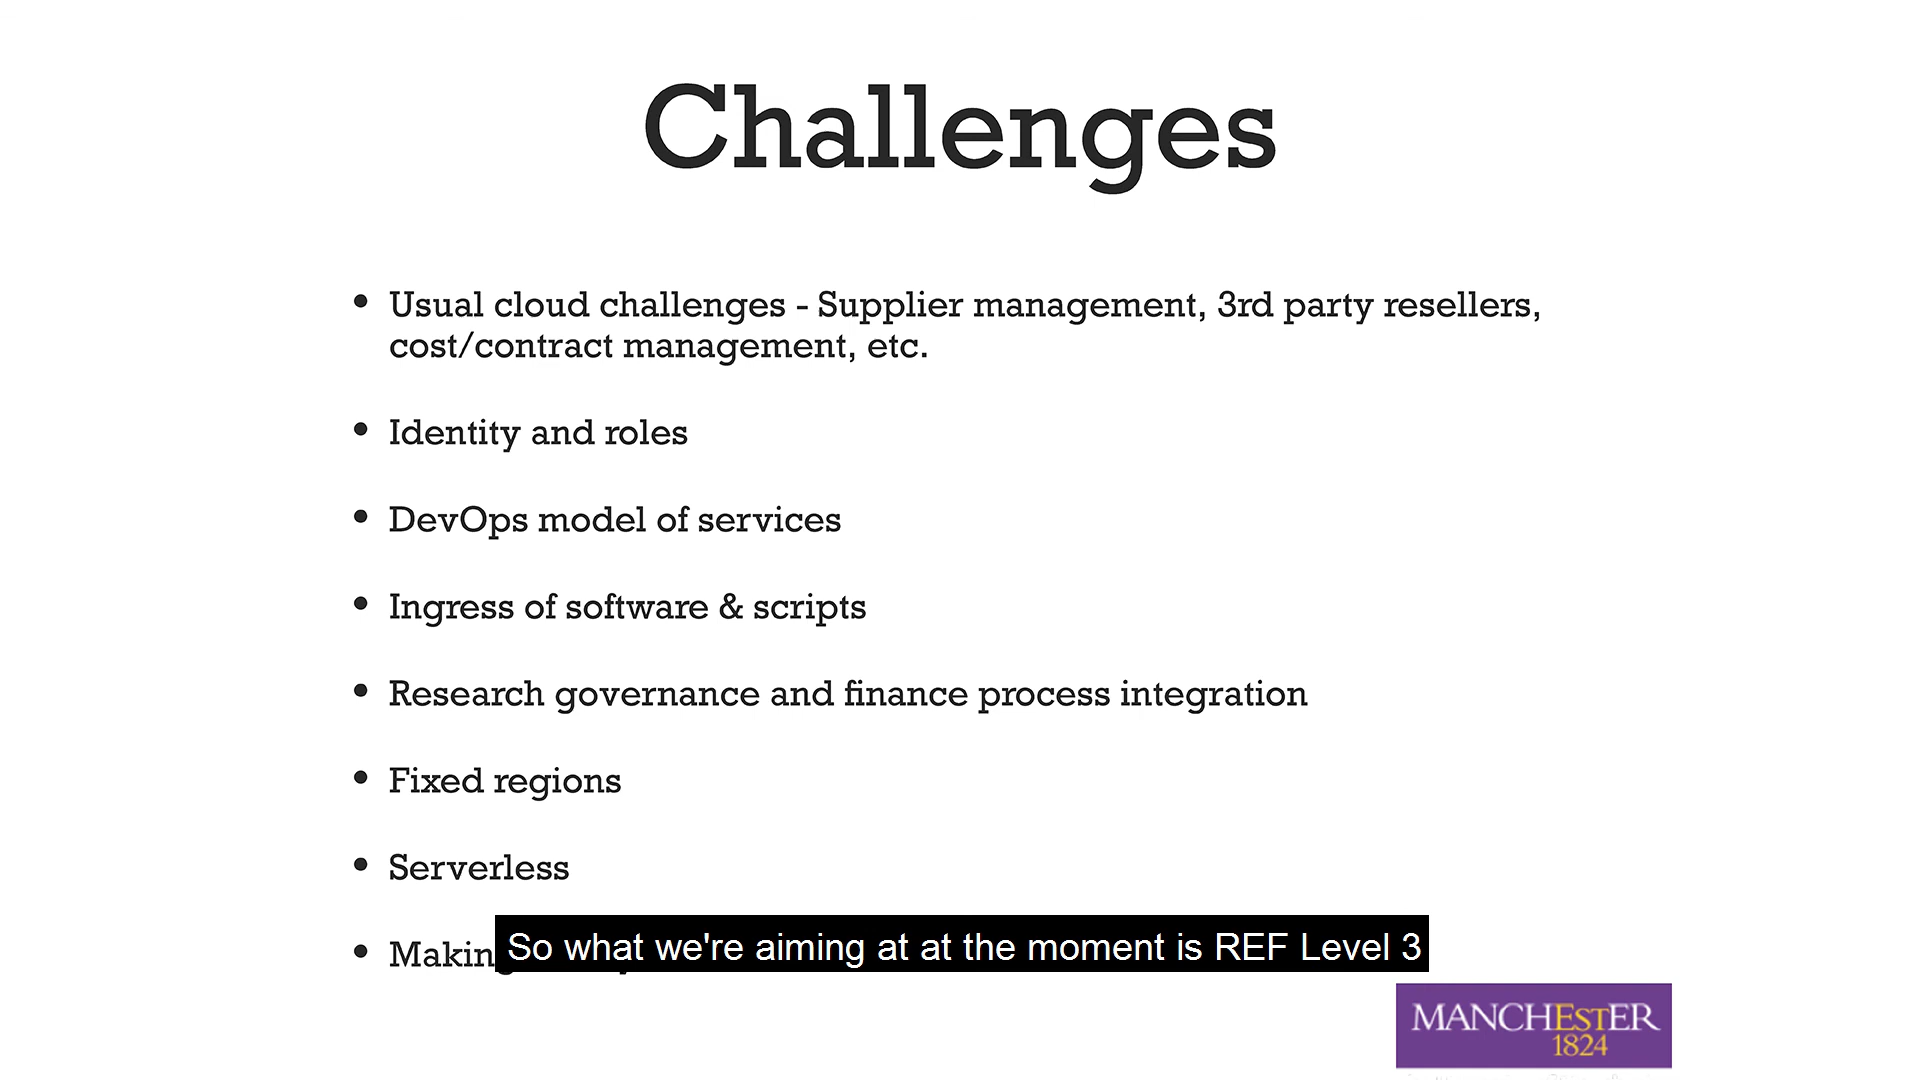 Challenges
• Usual cloud challenges - Supplier management, 3rd party resellers,
cost/contract management, etc.
• Identity and roles
• DevOps model of services
• Ingress of software & scripts
• Research governance and finance process integration
• Fixed regions
• Serverless
•
So what we're aiming at at the moment is REF Level 3
MANCHESTER
1824